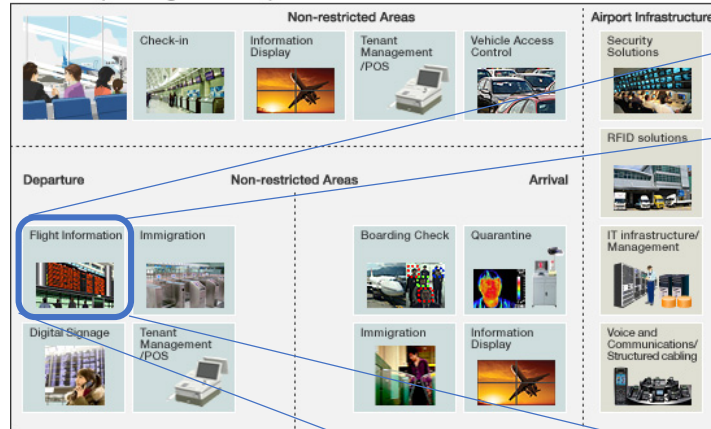 Non-restricted Areas
Airport Infrastructure
Check-in
Information
Display
Tenant
Management
/POS
Vehicle Access
Control
Security
Solutions
RFID solutions
Departure
Non-restricted Areas
Arrival
Flight Information
Immigration
Boarding Check
Quarantine
IT infrastructure/
Management
Digital Signage
Tenant
Management
/POS
Immigration
Information
Display
Voice and
Communications/
Structured cabling